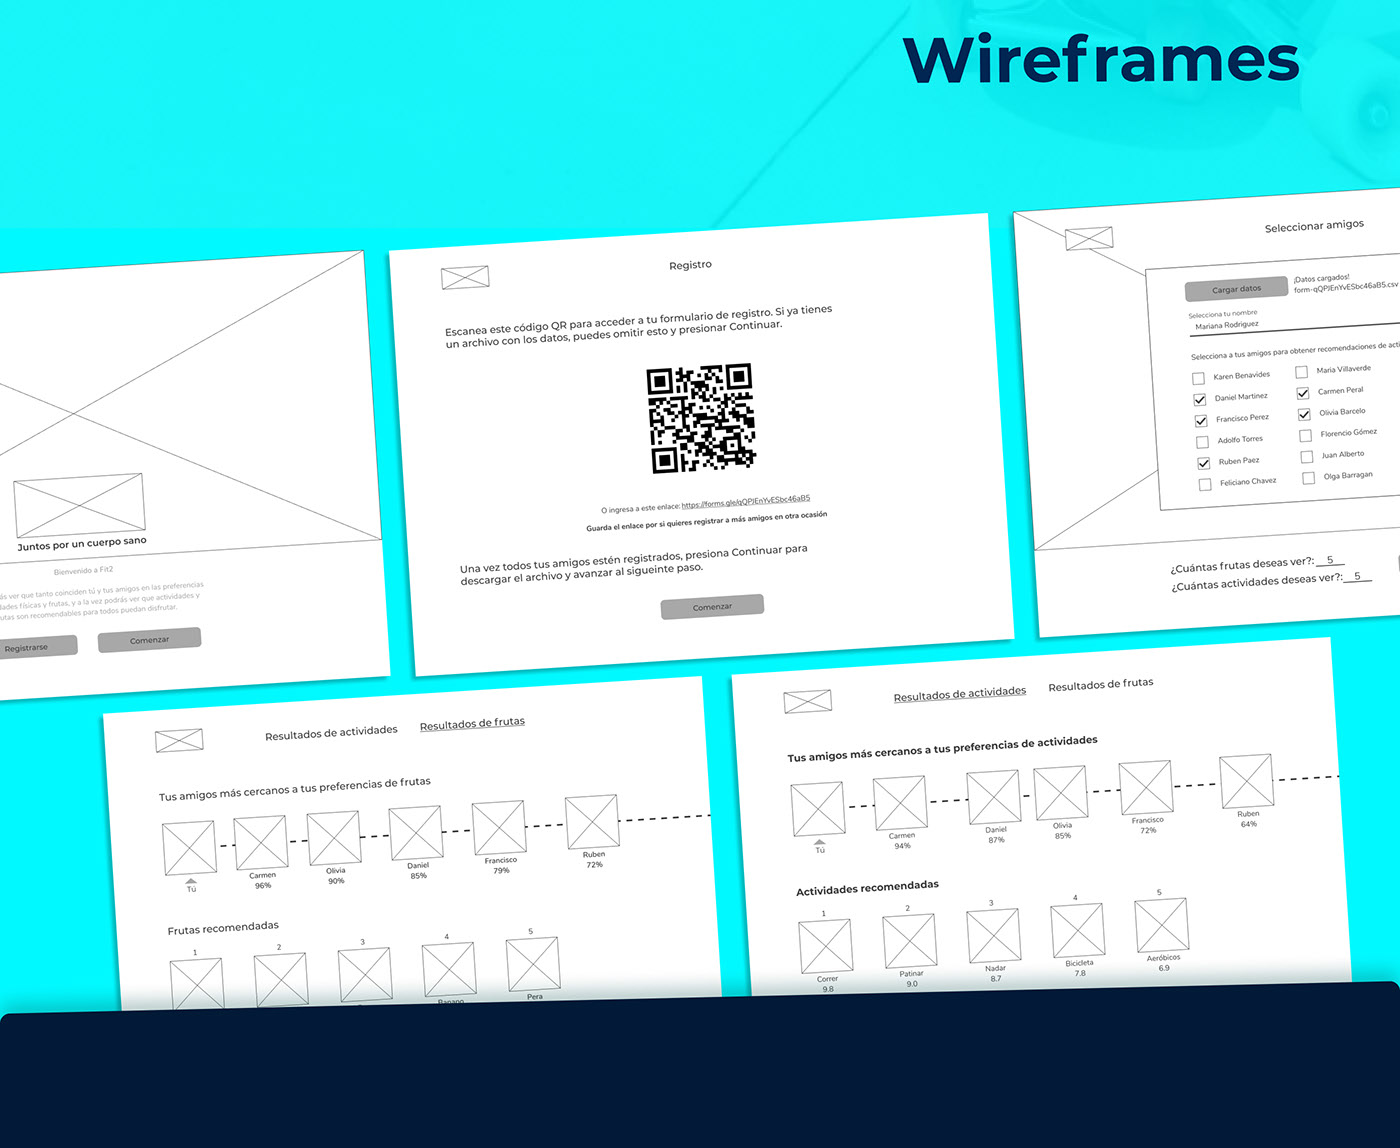 Wireframes
Juntos por un cuerpo sano
Bienvenido a Fit2
ás ver que tanto coinciden tú y tus amigos en las preferencias
dades físicas y frutas, y a la vez podrás ver que actividades y
utas son recomendables para todos puedan disfrutar.
Registrarse
Comenzar
Registro
Escanea este código QR para acceder a tu formulario de registro. Si ya tienes
un archivo con los datos, puedes omitir esto y presionar Continuar.
O ingresa a este enlace: https://forms.gle/qQPJEnYvESbc46aB5
Guarda el enlace por si quieres registrar a más amigos en otra ocasión
Una vez todos tus amigos estén registrados, presiona Continuar para
descargar el archivo y avanzar al sigueinte paso.
Comenzar
Seleccionar amigos
Cargar datos
¡Datos cargados!
form-qQPJEnYvESbc46aB5.csv
Selecciona tu nombre
Mariana Rodriguez
Selecciona a tus amigos para obtener recomendaciones de acti
Karen Benavides
Maria Villaverde
Daniel Martinez
Carmen Peral
Francisco Perez
Olivia Barcelo
Adolfo Torres
Florencio Gómez
Ruben Paez
Juan Alberto
Feliciano Chavez
Olga Barragan
¿Cuántas frutas deseas ver?: 5
¿Cuántas actividades deseas ver?: 5
Resultados de actividades
Resultados de frutas
Tus amigos más cercanos a tus preferencias de frutas
Tú
Carmen
96%
Olivia
90%
Daniel
85%
Francisco
79%
Ruben
72%
Frutas recomendadas
1
2
3
4
5
Banano
Pera
Resultados de actividades
Resultados de frutas
Tus amigos más cercanos a tus preferencias de actividades
Tú
Carmen
94%
Daniel
87%
Olivia
85%
Francisco
72%
Ruben
64%
Actividades recomendadas
1
2
3
4
5
Correr
9.8
Patinar
9.0
Nadar
8.7
Bicicleta
7.8
Aeróbicos
6.9